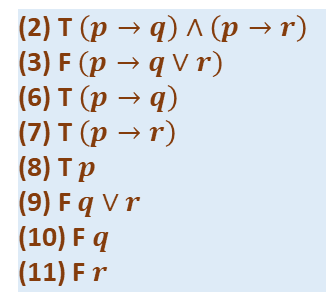 (2) T (p → q) ∧ (p → r)
(3) F (p → q ∨ r)
(6) T (p → q)
(7) T (p → r)
(8) T p
(9) F q ∨ r
(10) F q
(11) F r